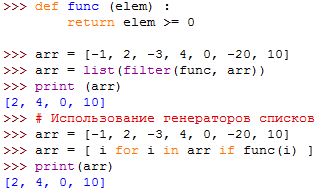 >>> def func (elem) :
        return elem >= 0

>>> arr = [-1, 2, -3, 4, 0, -20, 10]
>>> arr = list(filter(func, arr))
>>> print (arr)
[2, 4, 0, 10]
>>> # Использование генераторов списков
>>> arr = [-1, 2, -3, 4, 0, -20, 10]
>>> arr = [ i for i in arr if func(i) ]
>>> print(arr)
[2, 4, 0, 10]